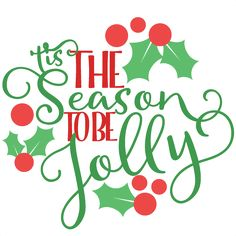 tis THE
Season
TO BE
Jolly